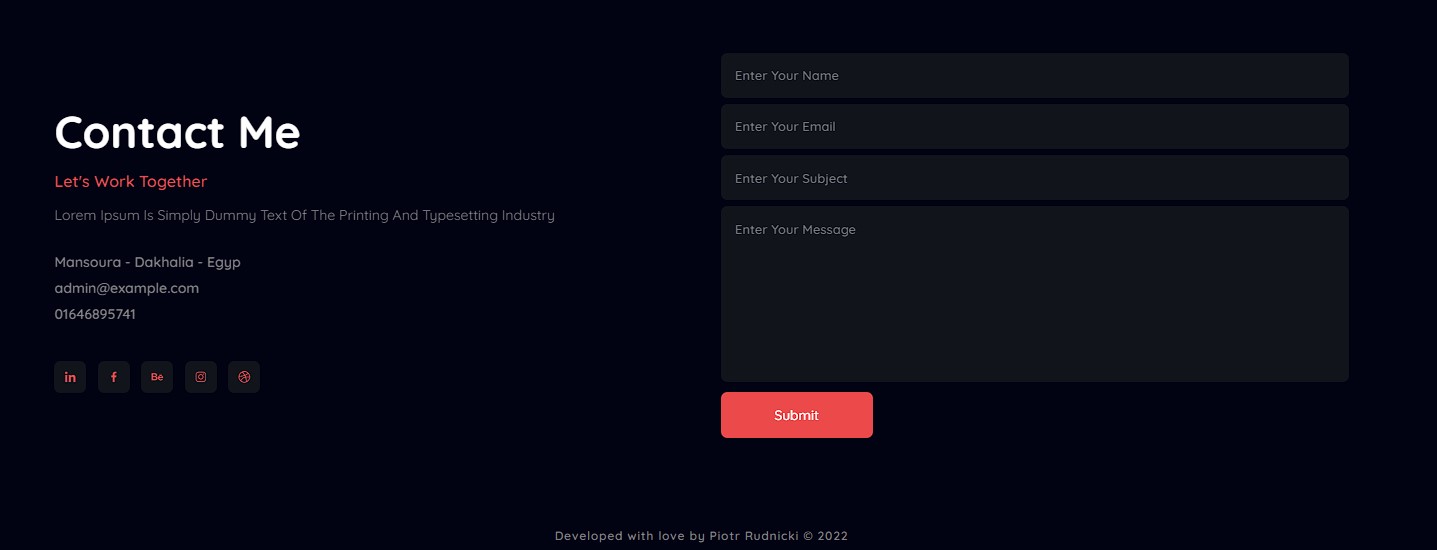 Contact Me
Let's Work Together
Lorem Ipsum Is Simply Dummy Text Of The Printing And Typesetting Industry
Mansoura - Dakhalia - Egyp
admin@example.com
01646895741
in
f
Bē
Enter Your Name
Enter Your Email
Enter Your Subject
Enter Your Message
Submit
Developed with love by Piotr Rudnicki © 2022